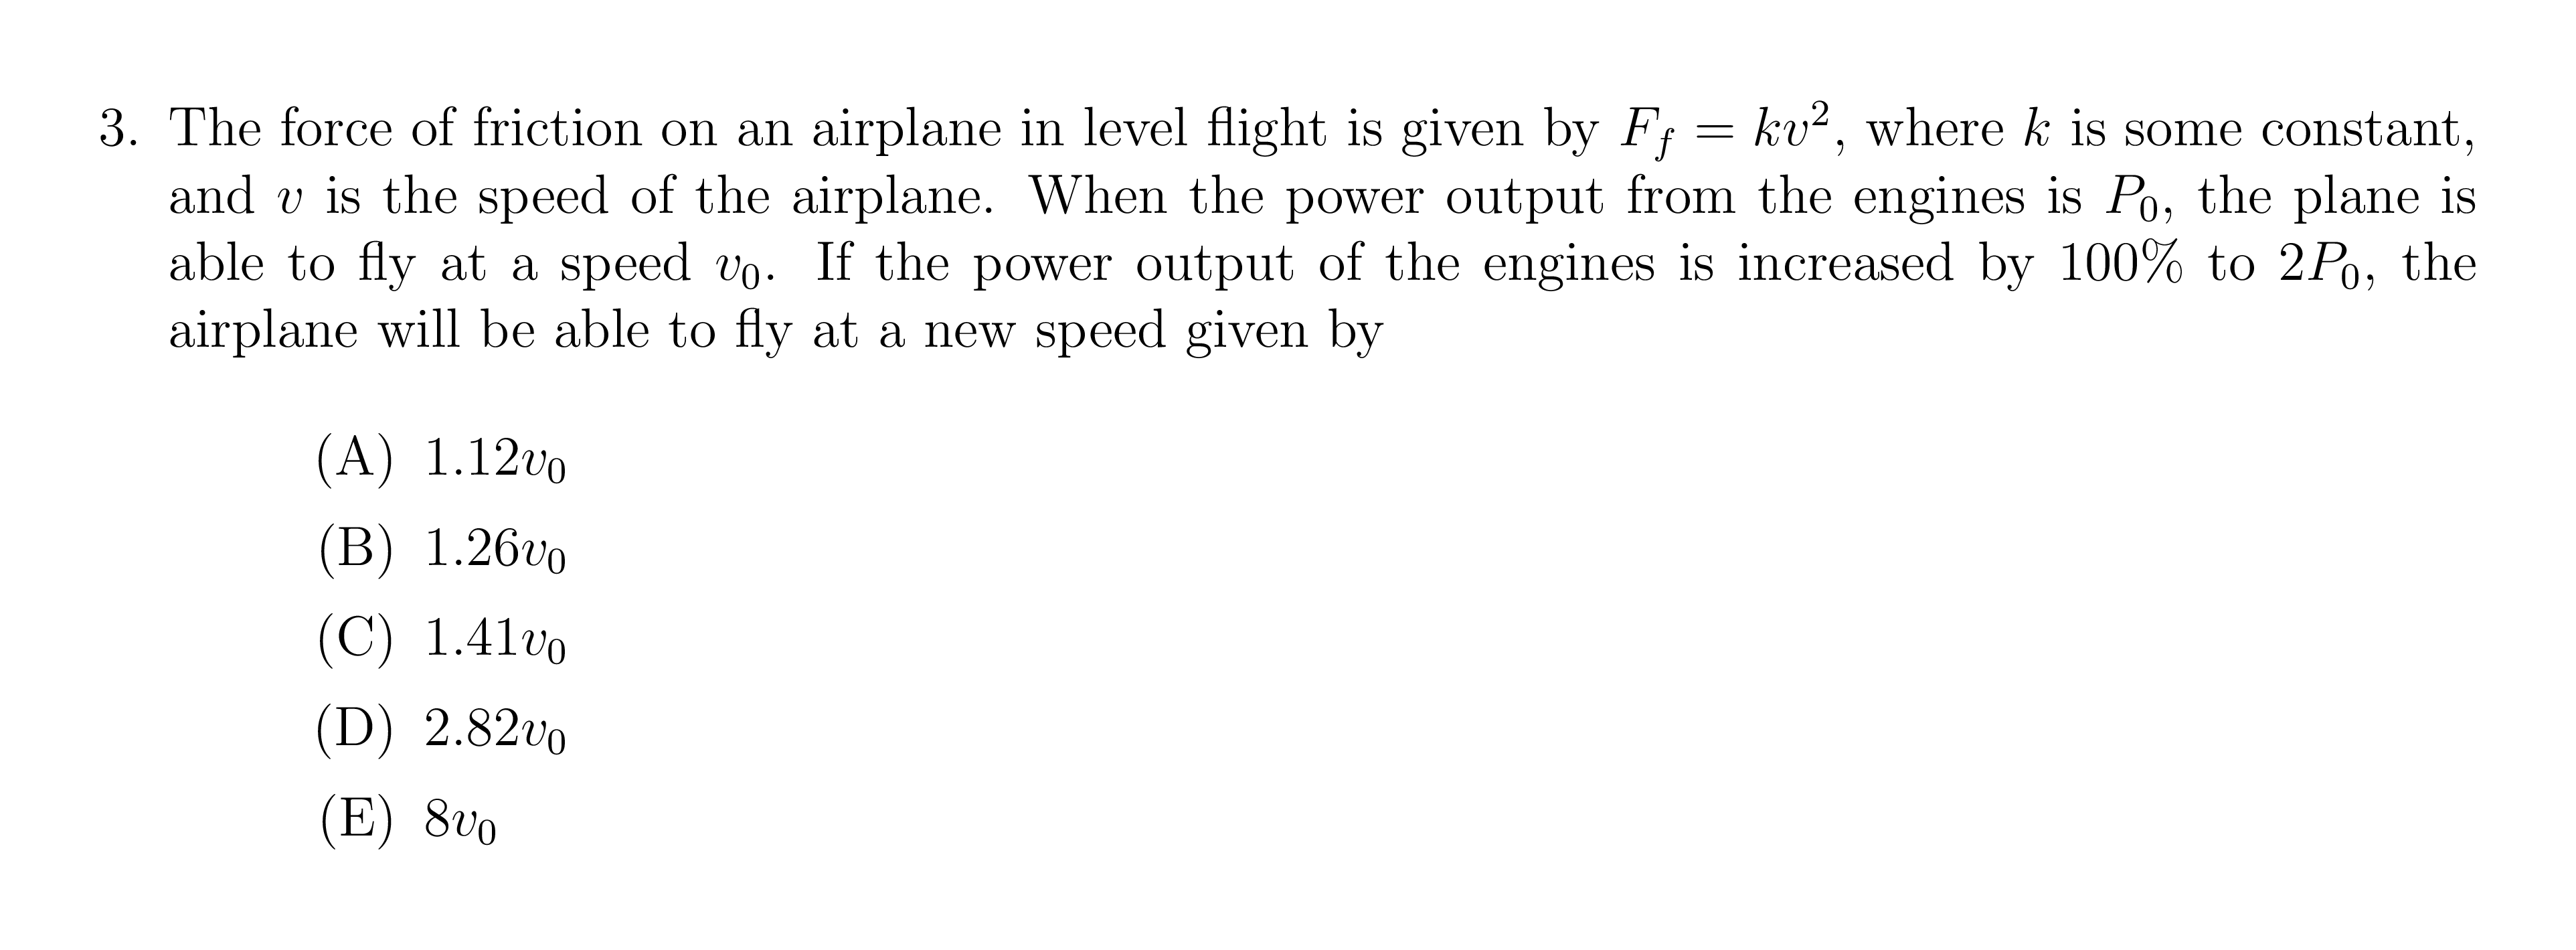 3. The force of friction on an airplane in level flight is given by $F_f = kv^2$, where $k$ is some constant,
and $v$ is the speed of the airplane. When the power output from the engines is $P_0$, the plane is
able to fly at a speed $v_0$. If the power output of the engines is increased by 100% to $2P_0$, the
airplane will be able to fly at a new speed given by
(A) $1.12v_0$
(B) $1.26v_0$
(C) $1.41v_0$
(D) $2.82v_0$
(E) $8v_0$